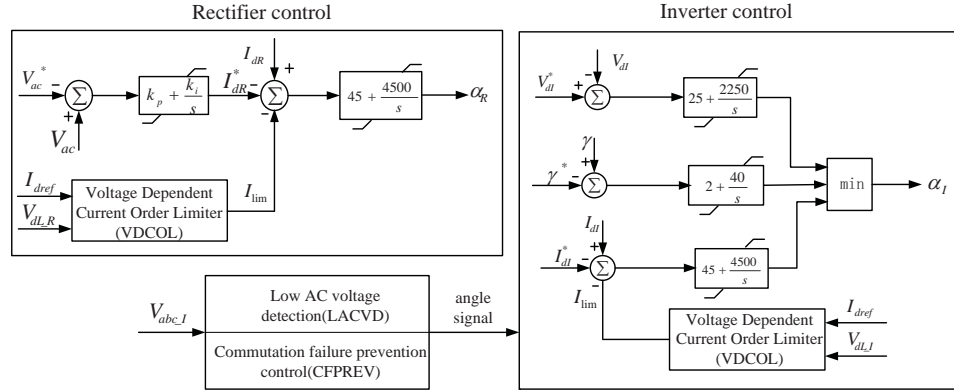 Rectifier control
V_ac^*
-
Σ
+
V_ac
k_p + k_i/s
I_dR^*
I_dR
+
-
Σ
-
45 + 4500/s
α_R
I_dref
V_dL_R
Voltage Dependent
Current Order Limiter
(VDCOL)
I_lim
V_abc_I
Low AC voltage
detection(LACVD)
Commutation failure prevention
control(CFPREV)
angle
signal
Inverter control
V_dI
-
V_dI^*
+
Σ
25 + 2250/s
γ
+
γ^*
-
Σ
2 + 40/s
min
α_I
I_dI
+
I_dI^*
-
Σ
-
45 + 4500/s
I_lim
Voltage Dependent
Current Order Limiter
(VDCOL)
I_dref
V_dL_I